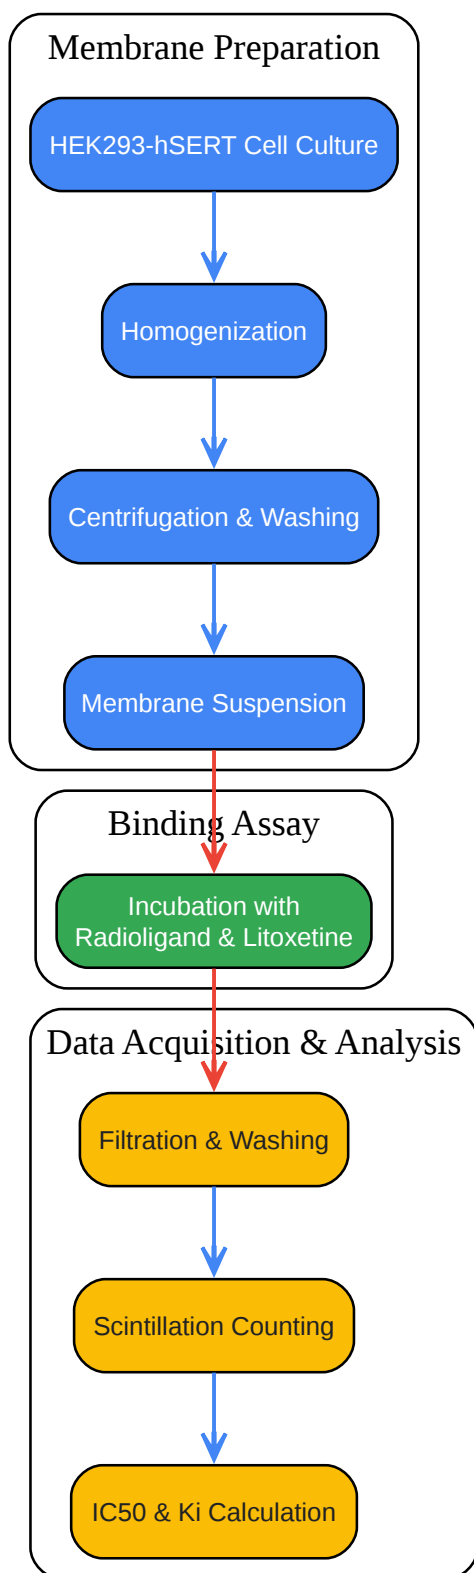 Membrane Preparation
HEK293-hSERT Cell Culture
Homogenization
Centrifugation & Washing
Membrane Suspension
Binding Assay
Incubation with
Radioligand & Litoxetine
Data Acquisition & Analysis
Filtration & Washing
Scintillation Counting
IC50 & Ki Calculation